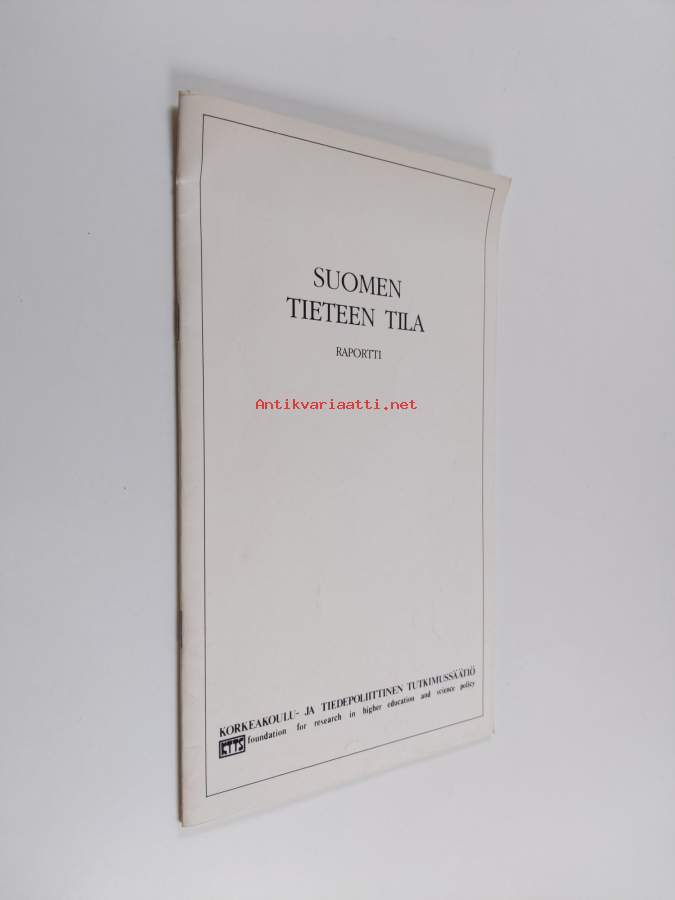 SUOMEN
TIETEEN TILA
RAPORTTI
Antikvariaatti.net
KORKEAKOULU- JA TIEDEPOLIITTINEN TUTKIMUSSÄÄTIÖ
KTTS foundation for research in higher education and science policy